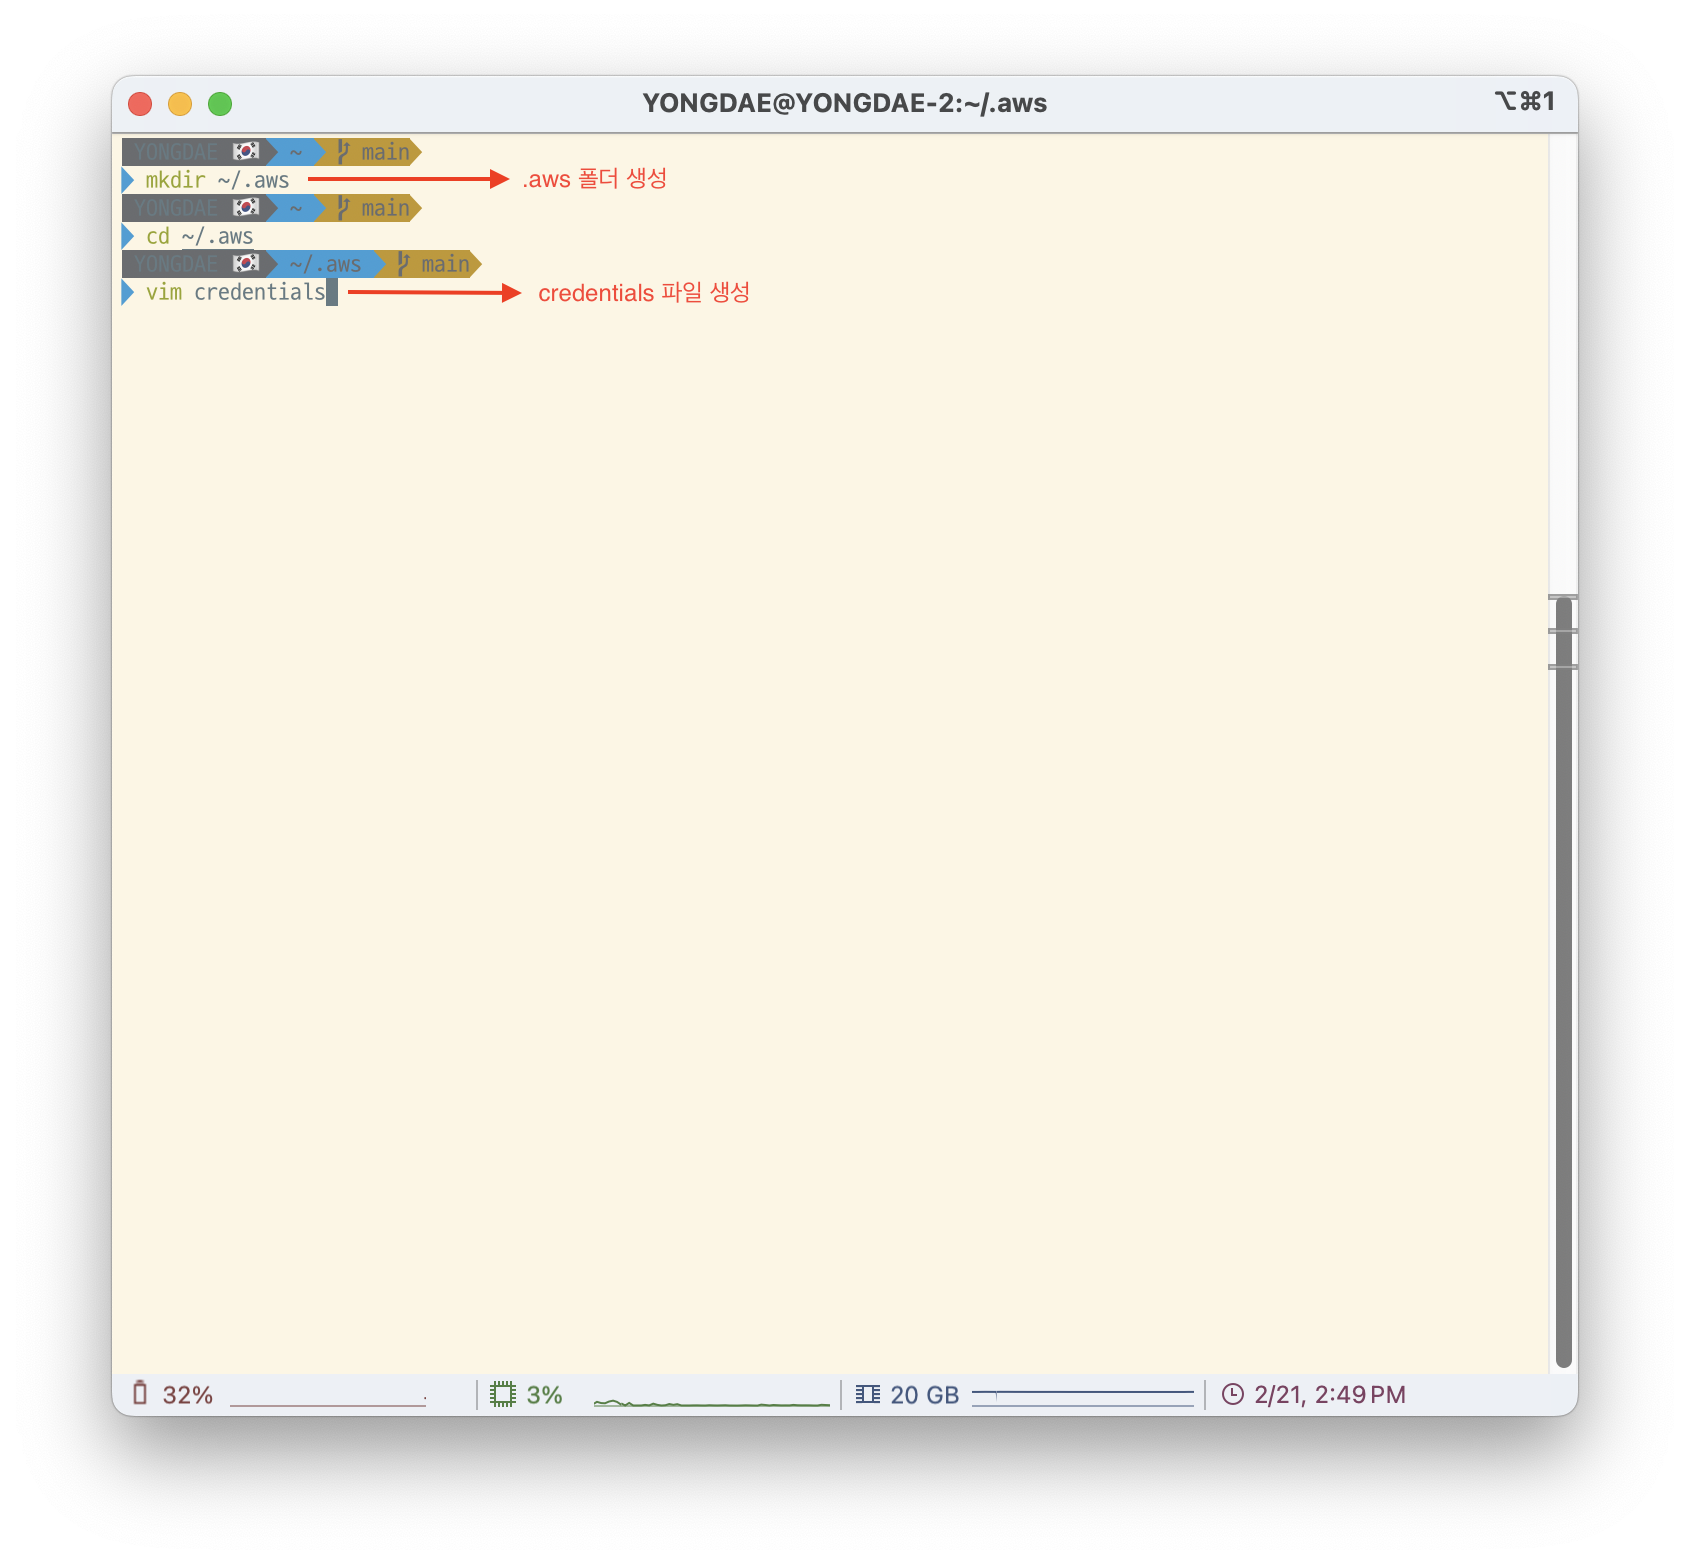 YONGDAE@YONGDAE-2:~/.aws
⌥⌘1
YONGDAE 🇰🇷 ~ main
mkdir ~/.aws .aws 폴더 생성
YONGDAE 🇰🇷 ~ main
cd ~/.aws
YONGDAE 🇰🇷 ~/.aws main
vim credentials credentials 파일 생성
32% 3% 20 GB 2/21, 2:49 PM